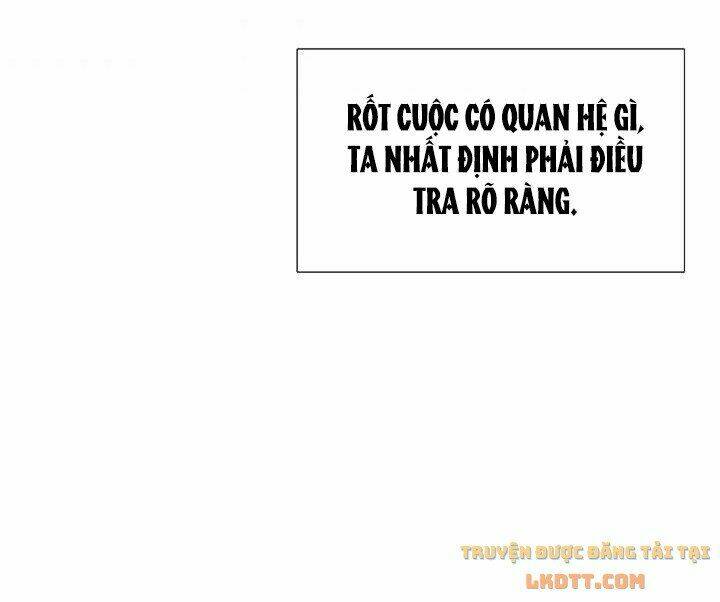 RỐT CUỘC CÓ QUAN HỆ GÌ,
TA NHẤT ĐỊNH PHẢI ĐIỀU
TRA RÕ RÀNG.
TRUYỆN ĐƯỢC ĐĂNG TẢI TẠI
LKDTT.COM